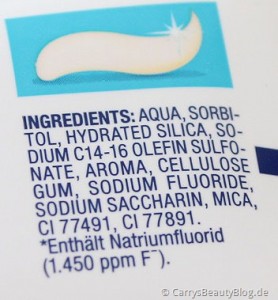 INGREDIENTS: AQUA, SORBI-
TOL, HYDRATED SILICA, SO-
DIUM C14-16 OLEFIN SULFO-
NATE, AROMA, CELLULOSE
GUM, SODIUM FLUORIDE,
SODIUM SACCHARIN, MICA,
CI 77491, CI 77891.
*Enthält Natriumfluorid
(1.450 ppm F⁻).
© CarrysBeautyBlog.de